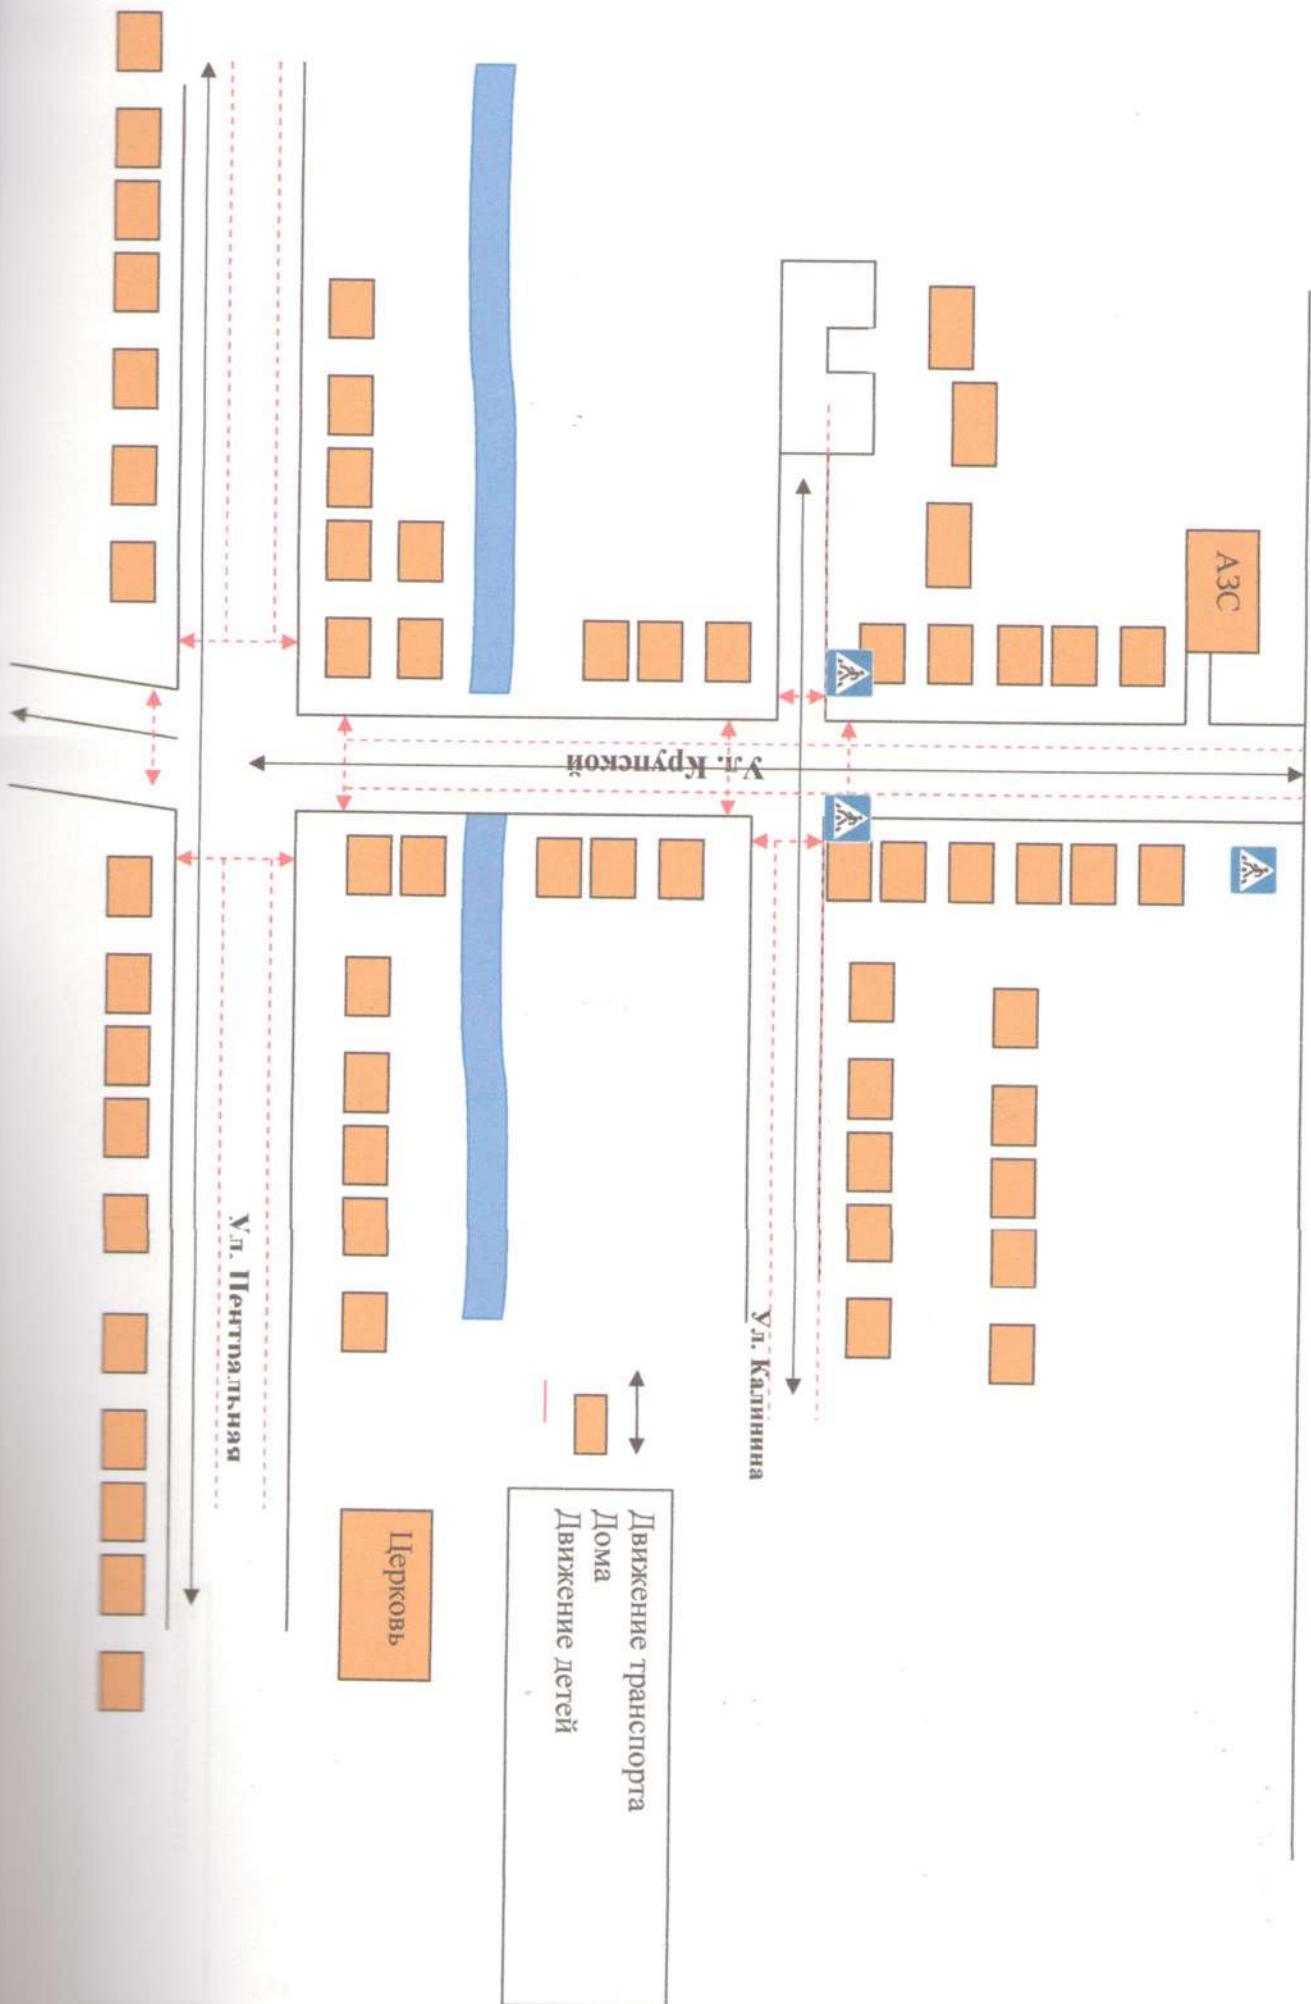 АЗС
Ул. Крупской
Ул. Калинина
Ул. Центральная
Церковь
Движение транспорта
Дома
Движение детей